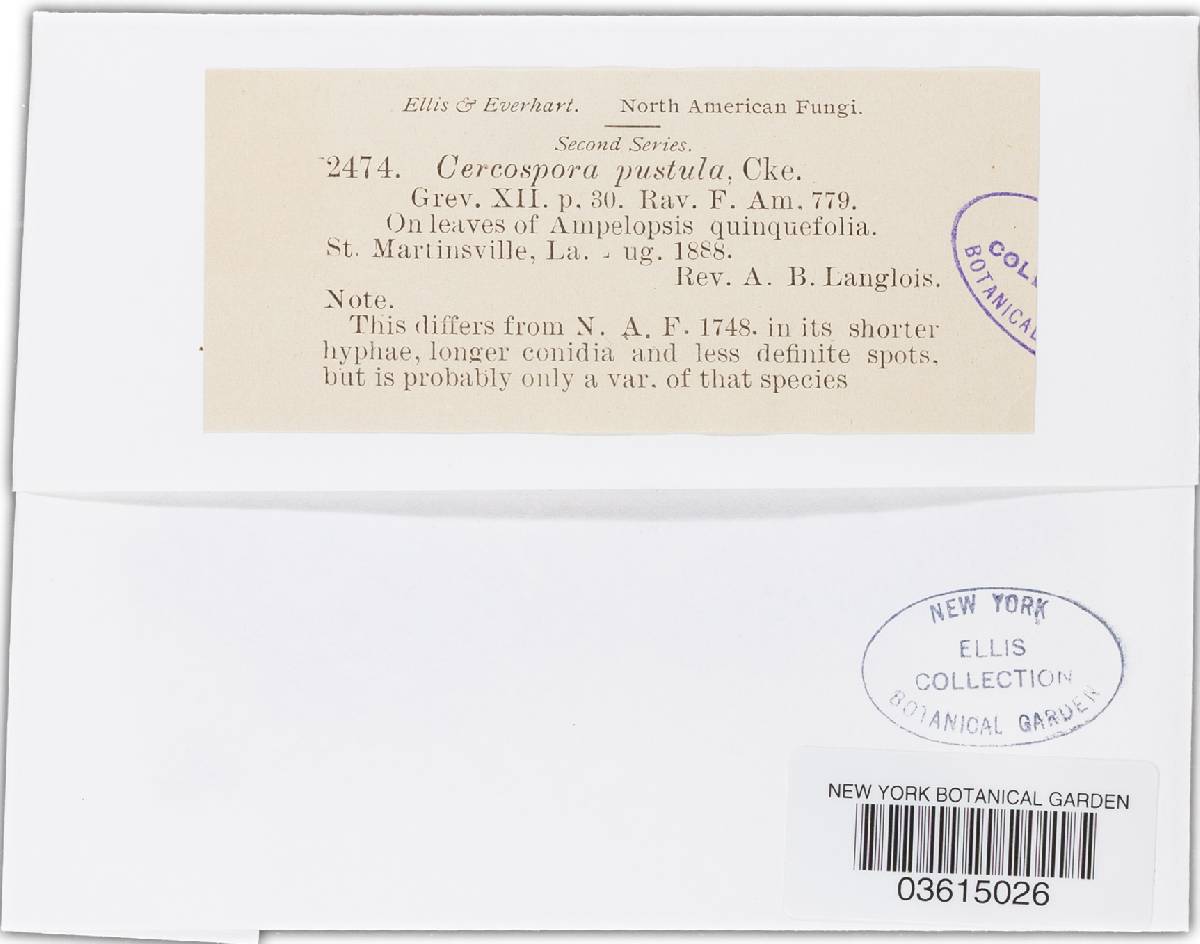 Ellis & Everhart. North American Fungi.
Second Series.
2474. Cercospora pustula, Cke.
Grev. XII. p. 30. Rav. F. Am. 779.
On leaves of Ampelopsis quinquefolia.
St. Martinsville, La. - ug. 1888.
Rev. A. B. Langlois.
Note.
This differs from N. A. F. 1748. in its shorter
hyphae, longer conidia and less definite spots.
but is probably only a var. of that species
COL
BOTANICAL
NEW YORK
ELLIS
COLLECTION
BOTANICAL GARDEN
NEW YORK BOTANICAL GARDEN
03615026